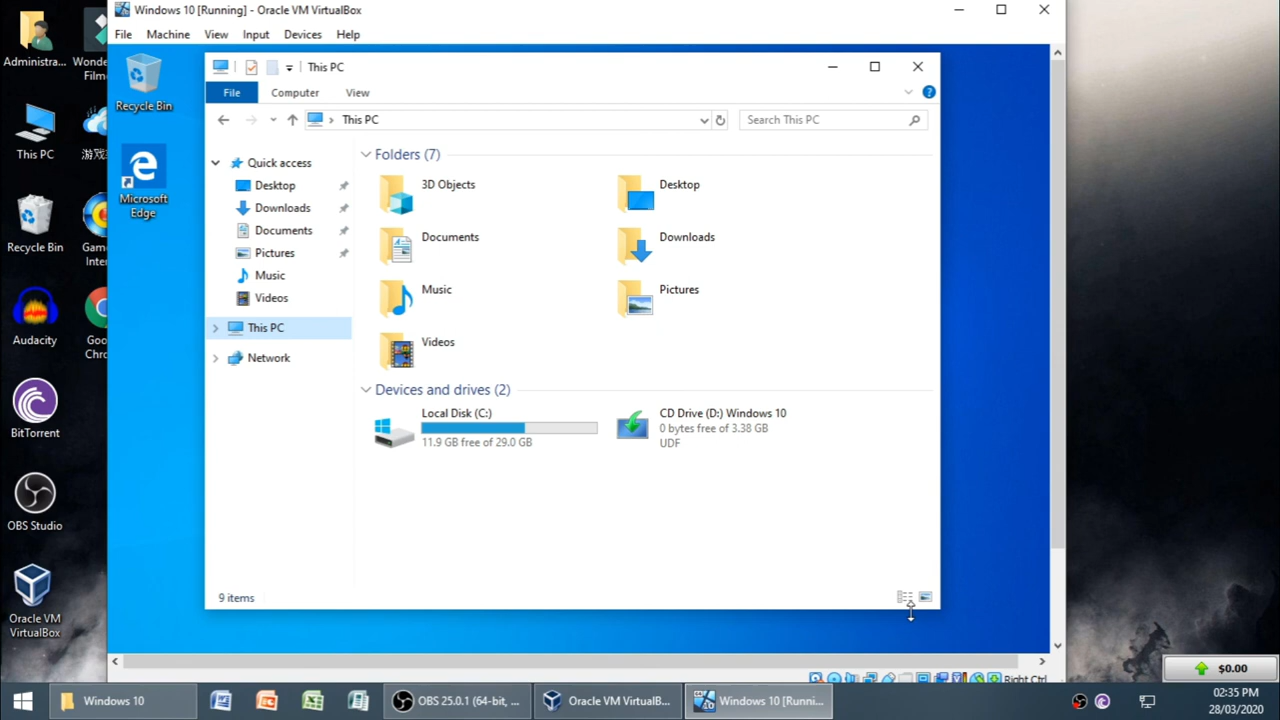 Windows 10 [Running] - Oracle VM VirtualBox
File Machine View Input Devices Help
This PC
File Computer View
This PC
Search This PC
Quick access
Desktop
Downloads
Documents
Pictures
Music
Videos
This PC
Network
Folders (7)
3D Objects
Desktop
Documents
Downloads
Music
Pictures
Videos
Devices and drives (2)
Local Disk (C:)
11.9 GB free of 29.0 GB
CD Drive (D:) Windows 10
0 bytes free of 3.38 GB
UDF
9 items
Recycle Bin
Microsoft
Edge
Administra...
Wonde
Film
This PC
游戏
Recycle Bin
Gam
Inter
Audacity
Goo
Chro
BitTorrent
OBS Studio
Oracle VM
VirtualBox
Right Ctrl
$0.00
Windows 10
OBS 25.0.1 (64-bit, ...
Oracle VM VirtualB...
Windows 10 [Runni...
02:35 PM
28/03/2020